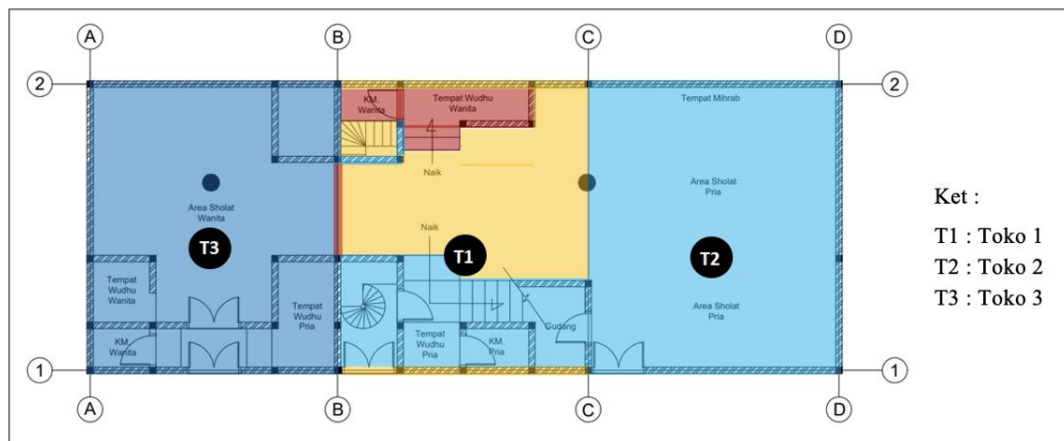 A
B
C
D
2
2
KM.
Wanita
Tempat Wudhu
Wanita
Tempat Mihrab
Naik
Area Sholat
Pria
Area Sholat
Wanita
Naik
T3
T1
T2
Ket :
T1 : Toko 1
T2 : Toko 2
T3 : Toko 3
Tempat
Wudhu
Wanita
Tempat
Wudhu
Pria
Area Sholat
Pria
Gudang
KM.
Wanita
Tempat
Wudhu
Pria
KM.
Pria
1
1
A
B
C
D